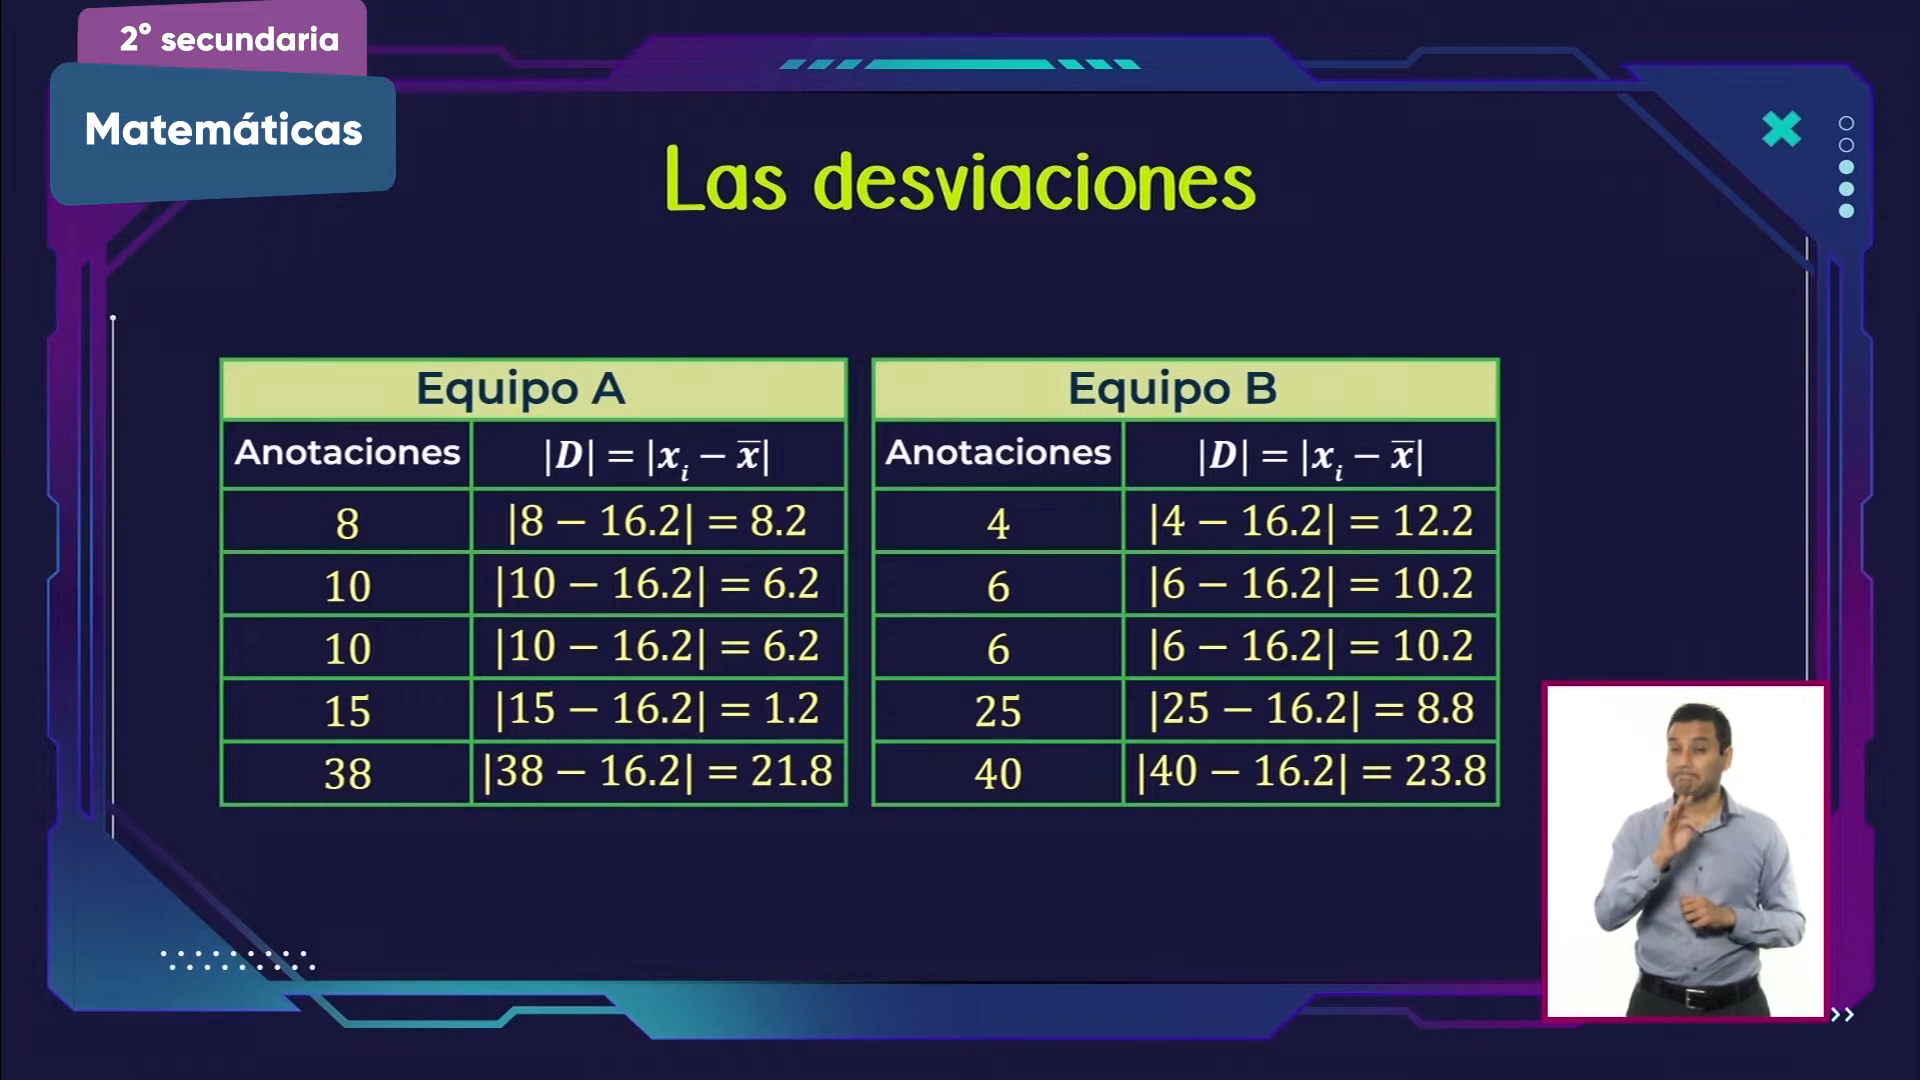 2° secundaria
Matemáticas
Las desviaciones
Equipo A
Anotaciones |D| = |xᵢ − x̅|
8 |8 − 16.2| = 8.2
10 |10 − 16.2| = 6.2
10 |10 − 16.2| = 6.2
15 |15 − 16.2| = 1.2
38 |38 − 16.2| = 21.8
Equipo B
Anotaciones |D| = |xᵢ − x̅|
4 |4 − 16.2| = 12.2
6 |6 − 16.2| = 10.2
6 |6 − 16.2| = 10.2
25 |25 − 16.2| = 8.8
40 |40 − 16.2| = 23.8